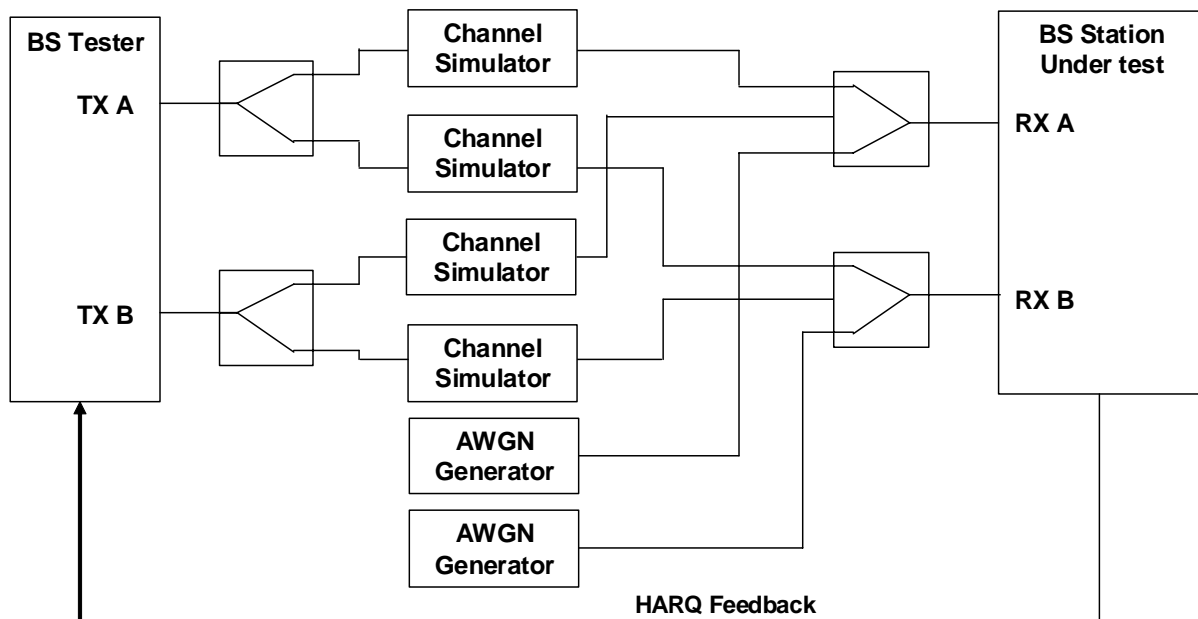 BS Tester
TX A
TX B
Channel
Simulator
Channel
Simulator
Channel
Simulator
Channel
Simulator
AWGN
Generator
AWGN
Generator
BS Station
Under test
RX A
RX B
HARQ Feedback